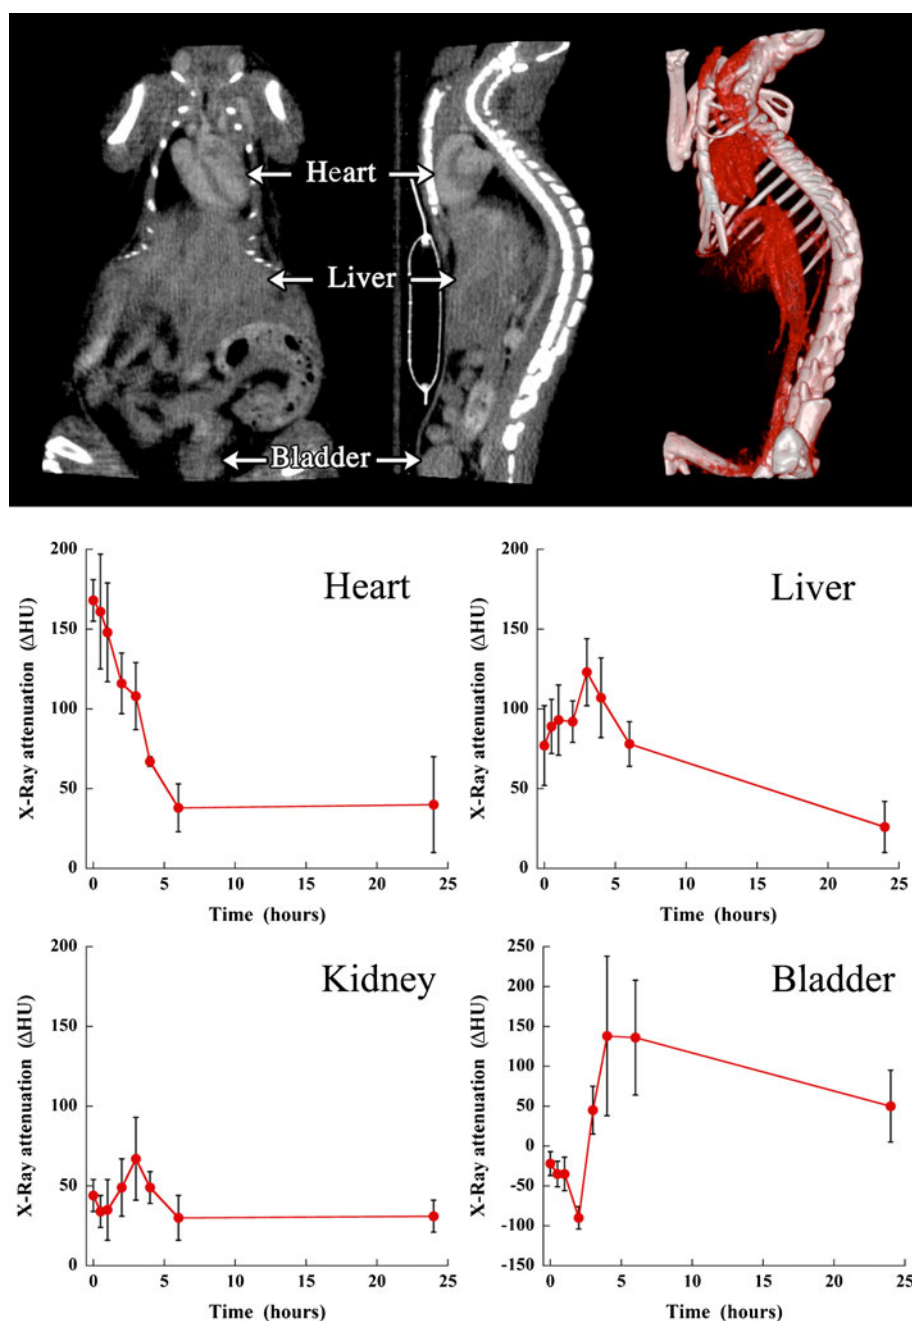 Heart
Liver
Bladder
200
150
100
50
0
X-Ray attenuation (ΔHU)
Heart
0 5 10 15 20 25
Time (hours)
200
150
100
50
0
X-Ray attenuation (ΔHU)
Liver
0 5 10 15 20 25
Time (hours)
200
150
100
50
0
X-Ray attenuation (ΔHU)
Kidney
0 5 10 15 20 25
Time (hours)
250
200
150
100
50
0
-50
-100
-150
X-Ray attenuation (ΔHU)
Bladder
0 5 10 15 20 25
Time (hours)